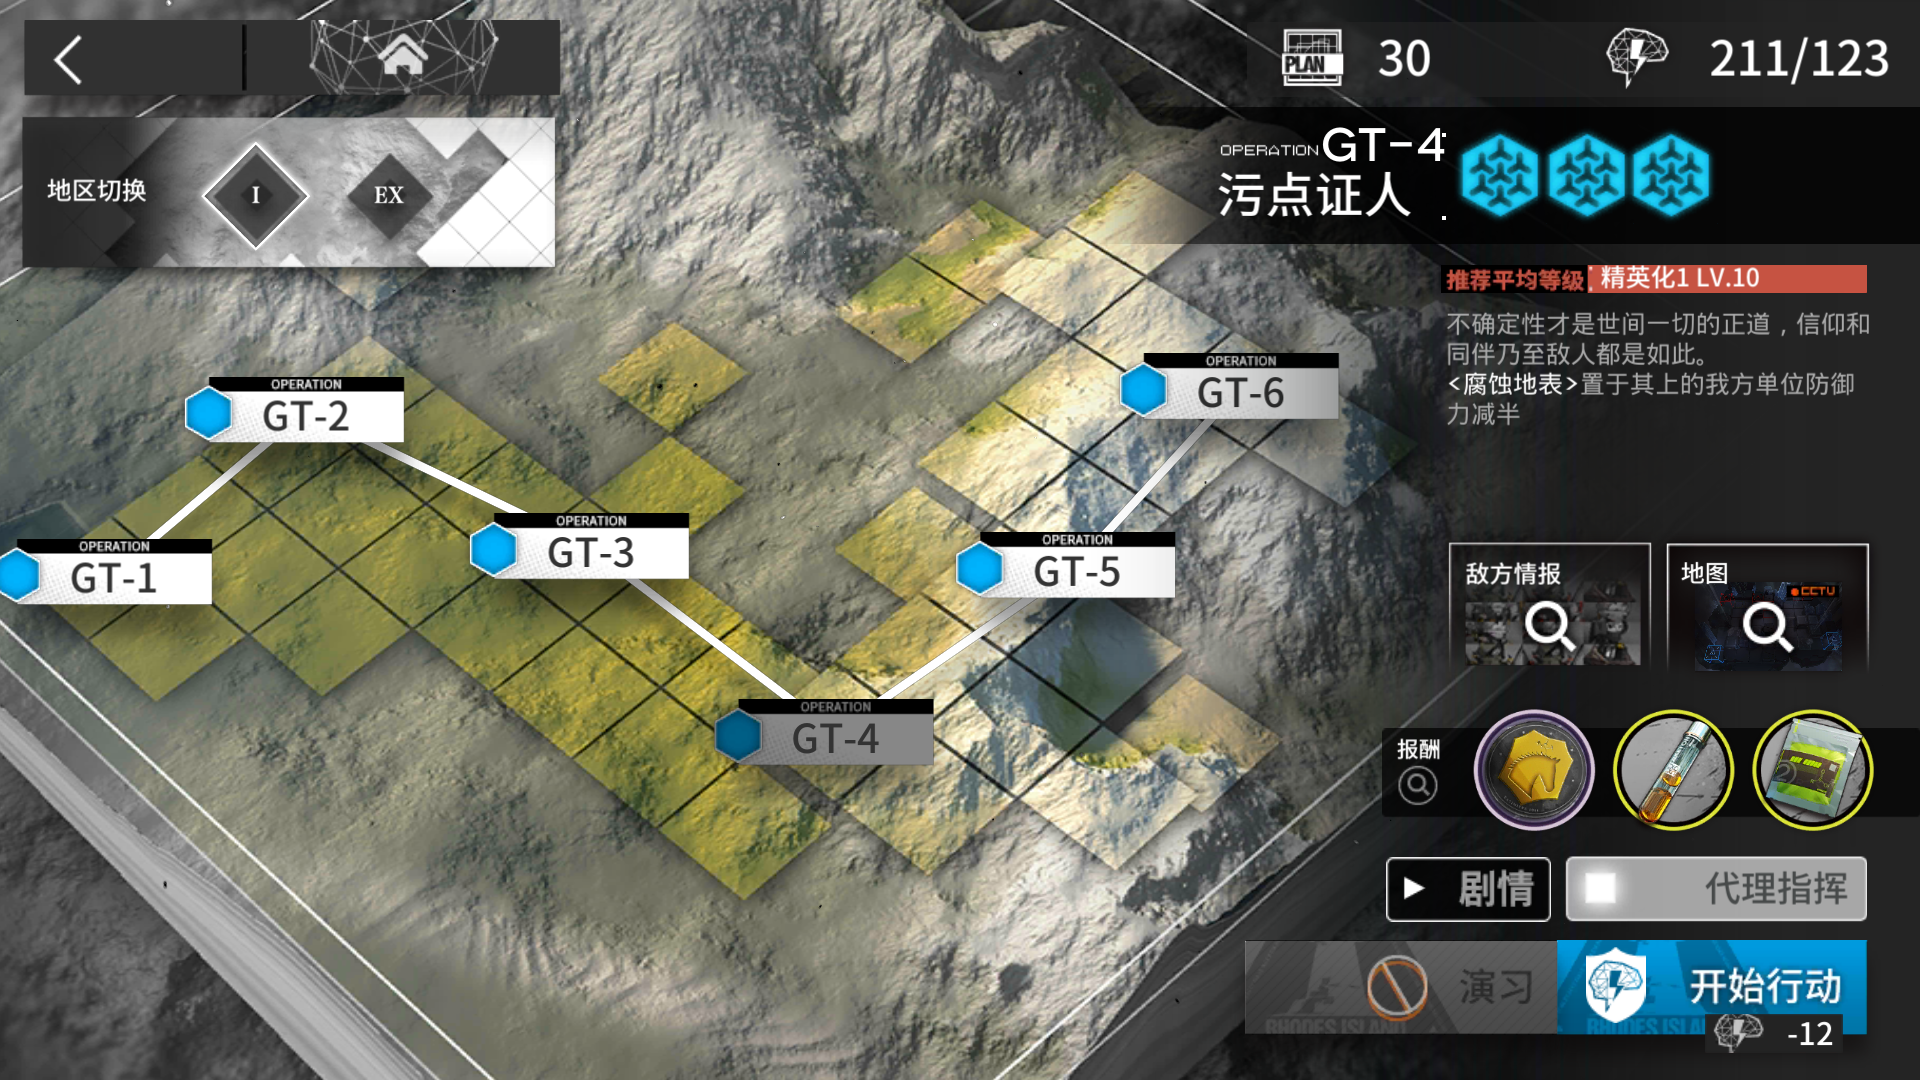 PLAN
30
211/123
地区切换
I
EX
OPERATION GT-4
污点证人
推荐平均等级 精英化1 LV.10
不确定性才是世间一切的正道，信仰和
同伴乃至敌人都是如此。
<腐蚀地表>置于其上的我方单位防御
力减半
OPERATION
GT-1
OPERATION
GT-2
OPERATION
GT-3
OPERATION
GT-4
OPERATION
GT-5
OPERATION
GT-6
敌方情报
地图
CCTV
报酬
剧情
代理指挥
演习
RHODES ISLAN
开始行动
RHODES ISLA
-12